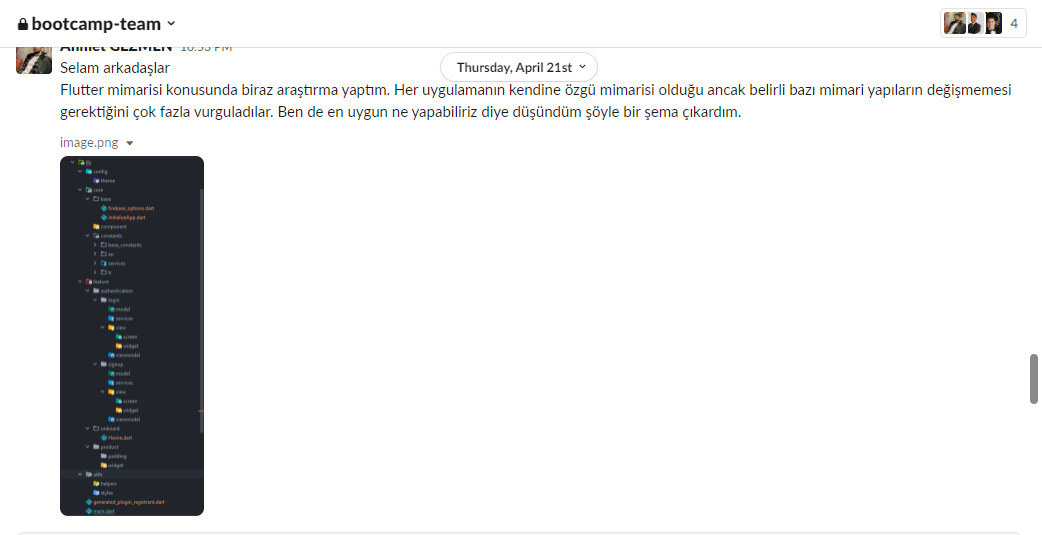 bootcamp-team
4
Ahmet GEZMEN 10:53 PM
Thursday, April 21st
Selam arkadaşlar
Flutter mimarisi konusunda biraz araştırma yaptım. Her uygulamanın kendine özgü mimarisi olduğu ancak belirli bazı mimari yapıların değişmemesi
gerektiğini çok fazla vurguladılar. Ben de en uygun ne yapabiliriz diye düşündüm şöyle bir şema çıkardım.
image.png
lib
config
theme
core
base
firebase_options.dart
initializeApp.dart
component
constants
base_constants
en
services
tr
feature
authentication
login
model
services
view
screen
widget
viewmodel
signup
model
services
view
screen
widget
viewmodel
onboard
Home.dart
product
padding
widget
utils
helpers
styles
generated_plugin_registrant.dart
main.dart